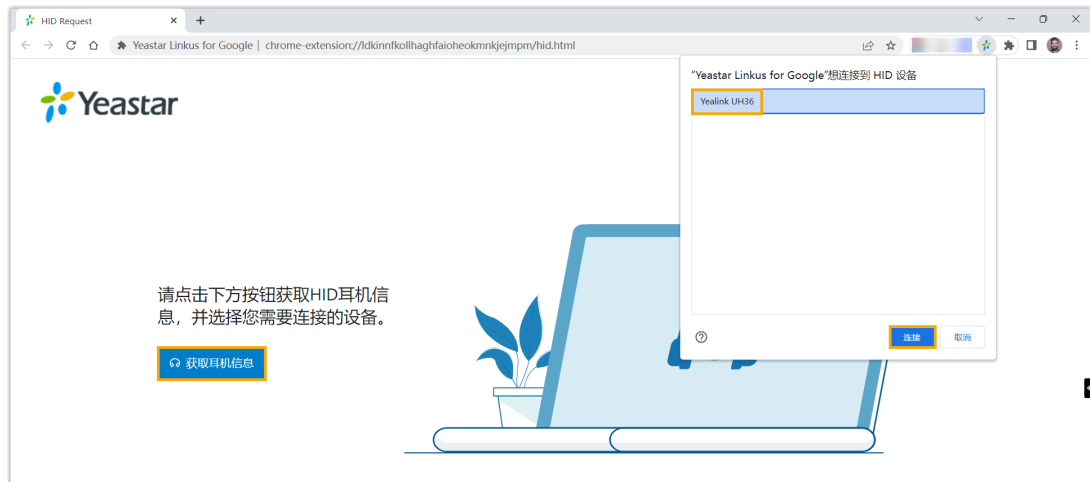 HID Request
Yeastar Linkus for Google | chrome-extension://ldkinnfkollhaghfaioheokmnkjejmpm/hid.html
"Yeastar Linkus for Google"想连接到 HID 设备
Yealink UH36
Yeastar
请点击下方按钮获取HID耳机信
息，并选择您需要连接的设备。
获取耳机信息
连接
取消